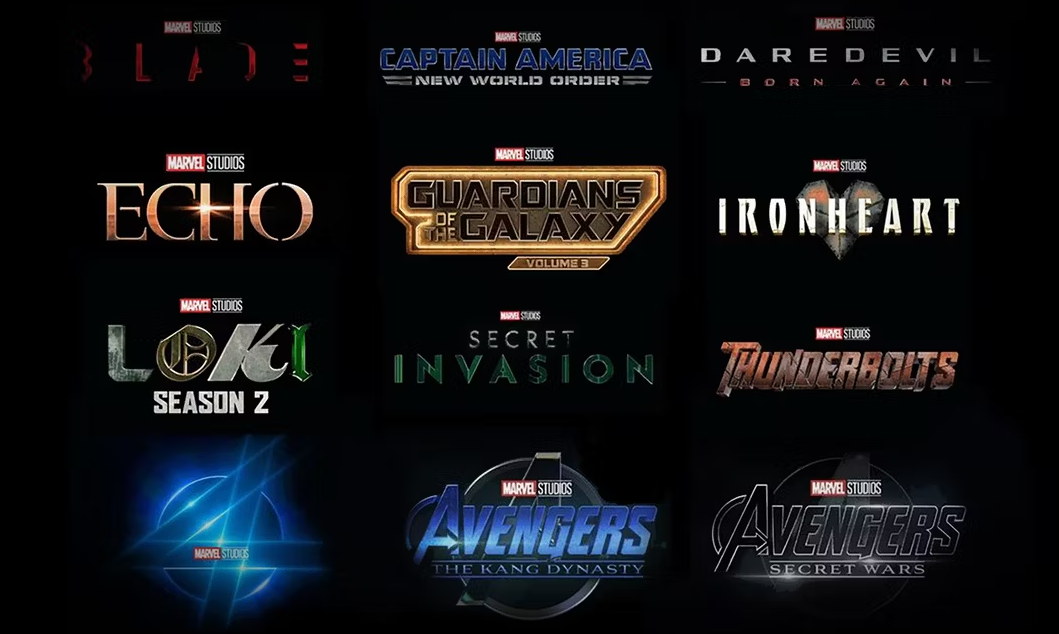 MARVEL STUDIOS
BLADE
MARVEL STUDIOS
CAPTAIN AMERICA
NEW WORLD ORDER
MARVEL STUDIOS
DAREDEVIL
BORN AGAIN
MARVEL STUDIOS
ECHO
MARVEL STUDIOS
GUARDIANS
OF
THE GALAXY
VOLUME 3
MARVEL STUDIOS
IRONHEART
MARVEL STUDIOS
LOKI
SEASON 2
MARVEL STUDIOS
SECRET
INVASION
MARVEL STUDIOS
THUNDERBOLTS
4
MARVEL STUDIOS
MARVEL STUDIOS
AVENGERS
THE KANG DYNASTY
MARVEL STUDIOS
AVENGERS
SECRET WARS